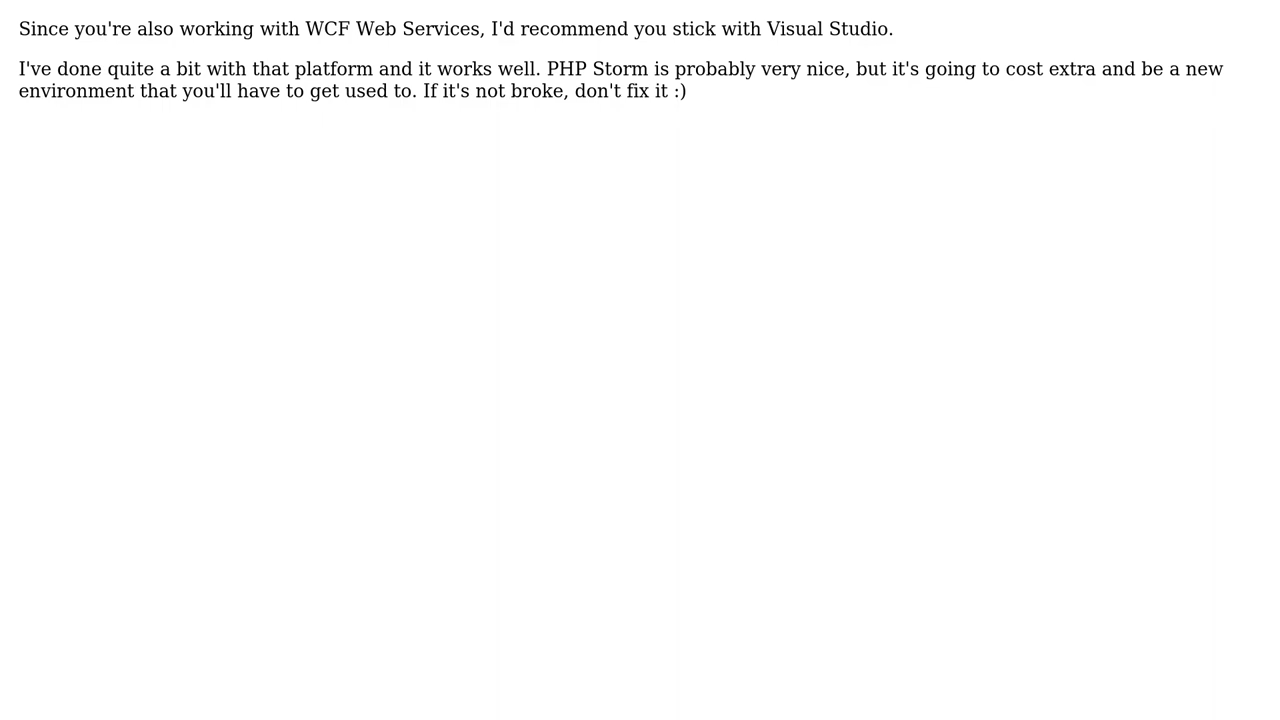 Since you're also working with WCF Web Services, I'd recommend you stick with Visual Studio.
I've done quite a bit with that platform and it works well. PHP Storm is probably very nice, but it's going to cost extra and be a new
environment that you'll have to get used to. If it's not broke, don't fix it :)